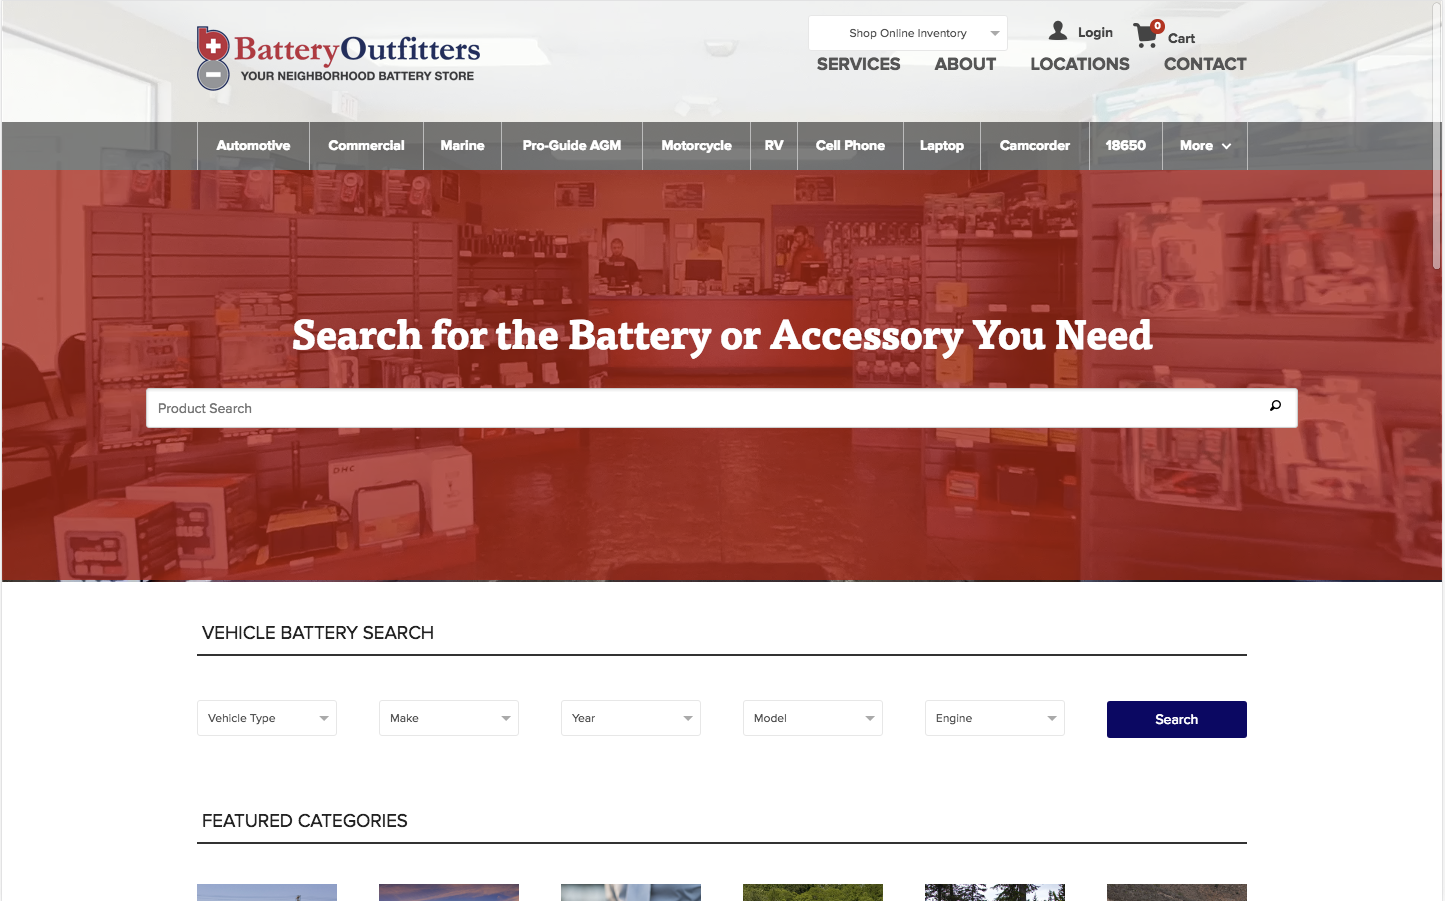 BatteryOutfitters
YOUR NEIGHBORHOOD BATTERY STORE
Shop Online Inventory
Login
0
Cart
SERVICES
ABOUT
LOCATIONS
CONTACT
Automotive
Commercial
Marine
Pro-Guide AGM
Motorcycle
RV
Cell Phone
Laptop
Camcorder
18650
More
Search for the Battery or Accessory You Need
Product Search
DHC
VEHICLE BATTERY SEARCH
Vehicle Type
Make
Year
Model
Engine
Search
FEATURED CATEGORIES